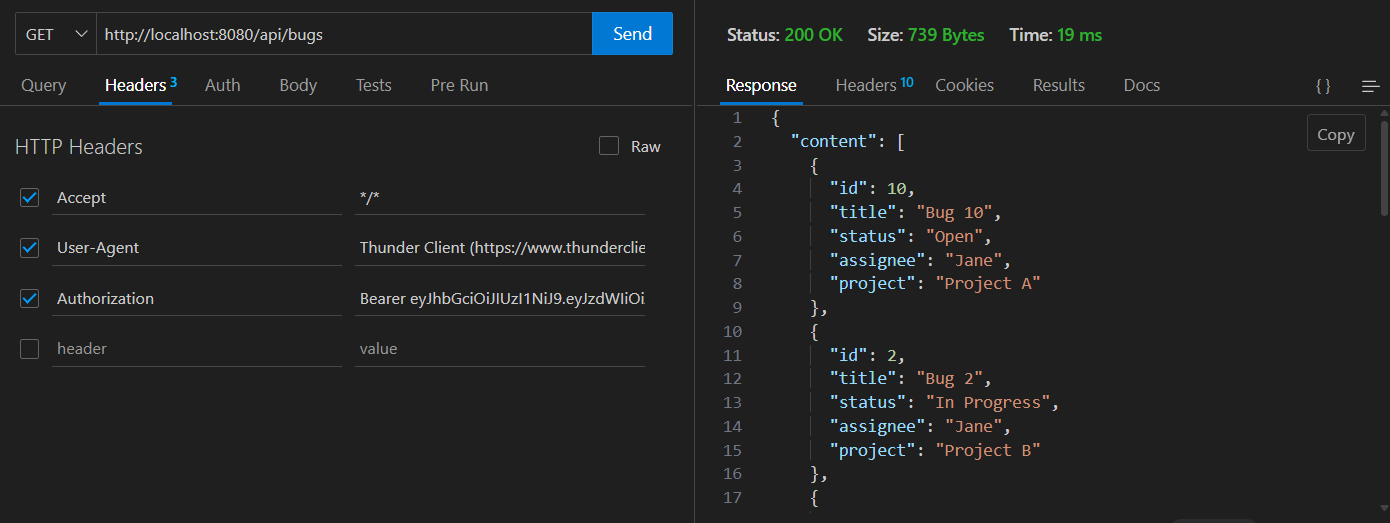 GET http://localhost:8080/api/bugs Send
Query Headers 3 Auth Body Tests Pre Run
HTTP Headers Raw
Accept */*
User-Agent Thunder Client (https://www.thunderclie
Authorization Bearer eyJhbGciOiJIUzI1NiJ9.eyJzdWIiOi
header value
Status: 200 OK Size: 739 Bytes Time: 19 ms
Response Headers 10 Cookies Results Docs { }
Copy
1 {
2 "content": [
3 {
4 "id": 10,
5 "title": "Bug 10",
6 "status": "Open",
7 "assignee": "Jane",
8 "project": "Project A"
9 },
10 {
11 "id": 2,
12 "title": "Bug 2",
13 "status": "In Progress",
14 "assignee": "Jane",
15 "project": "Project B"
16 },
17 {